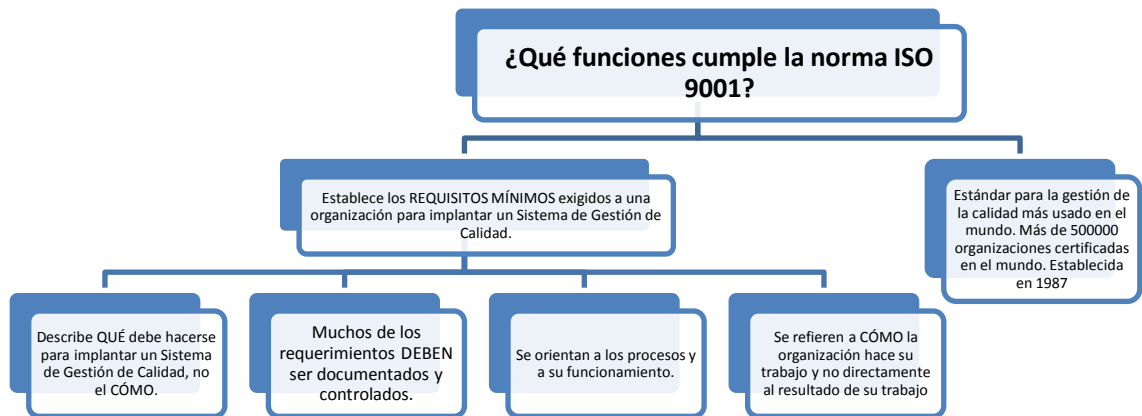 ¿Qué funciones cumple la norma ISO
9001?
Establece los REQUISITOS MÍNIMOS exigidos a una
organización para implantar un Sistema de Gestión de
Calidad.
Estándar para la gestión de
la calidad más usado en el
mundo. Más de 500000
organizaciones certificadas
en el mundo. Establecida
en 1987
Describe QUÉ debe hacerse
para implantar un Sistema
de Gestión de Calidad, no
el CÓMO.
Muchos de los
requerimientos DEBEN
ser documentados y
controlados.
Se orientan a los procesos y
a su funcionamiento.
Se refieren a CÓMO la
organización hace su
trabajo y no directamente
al resultado de su trabajo